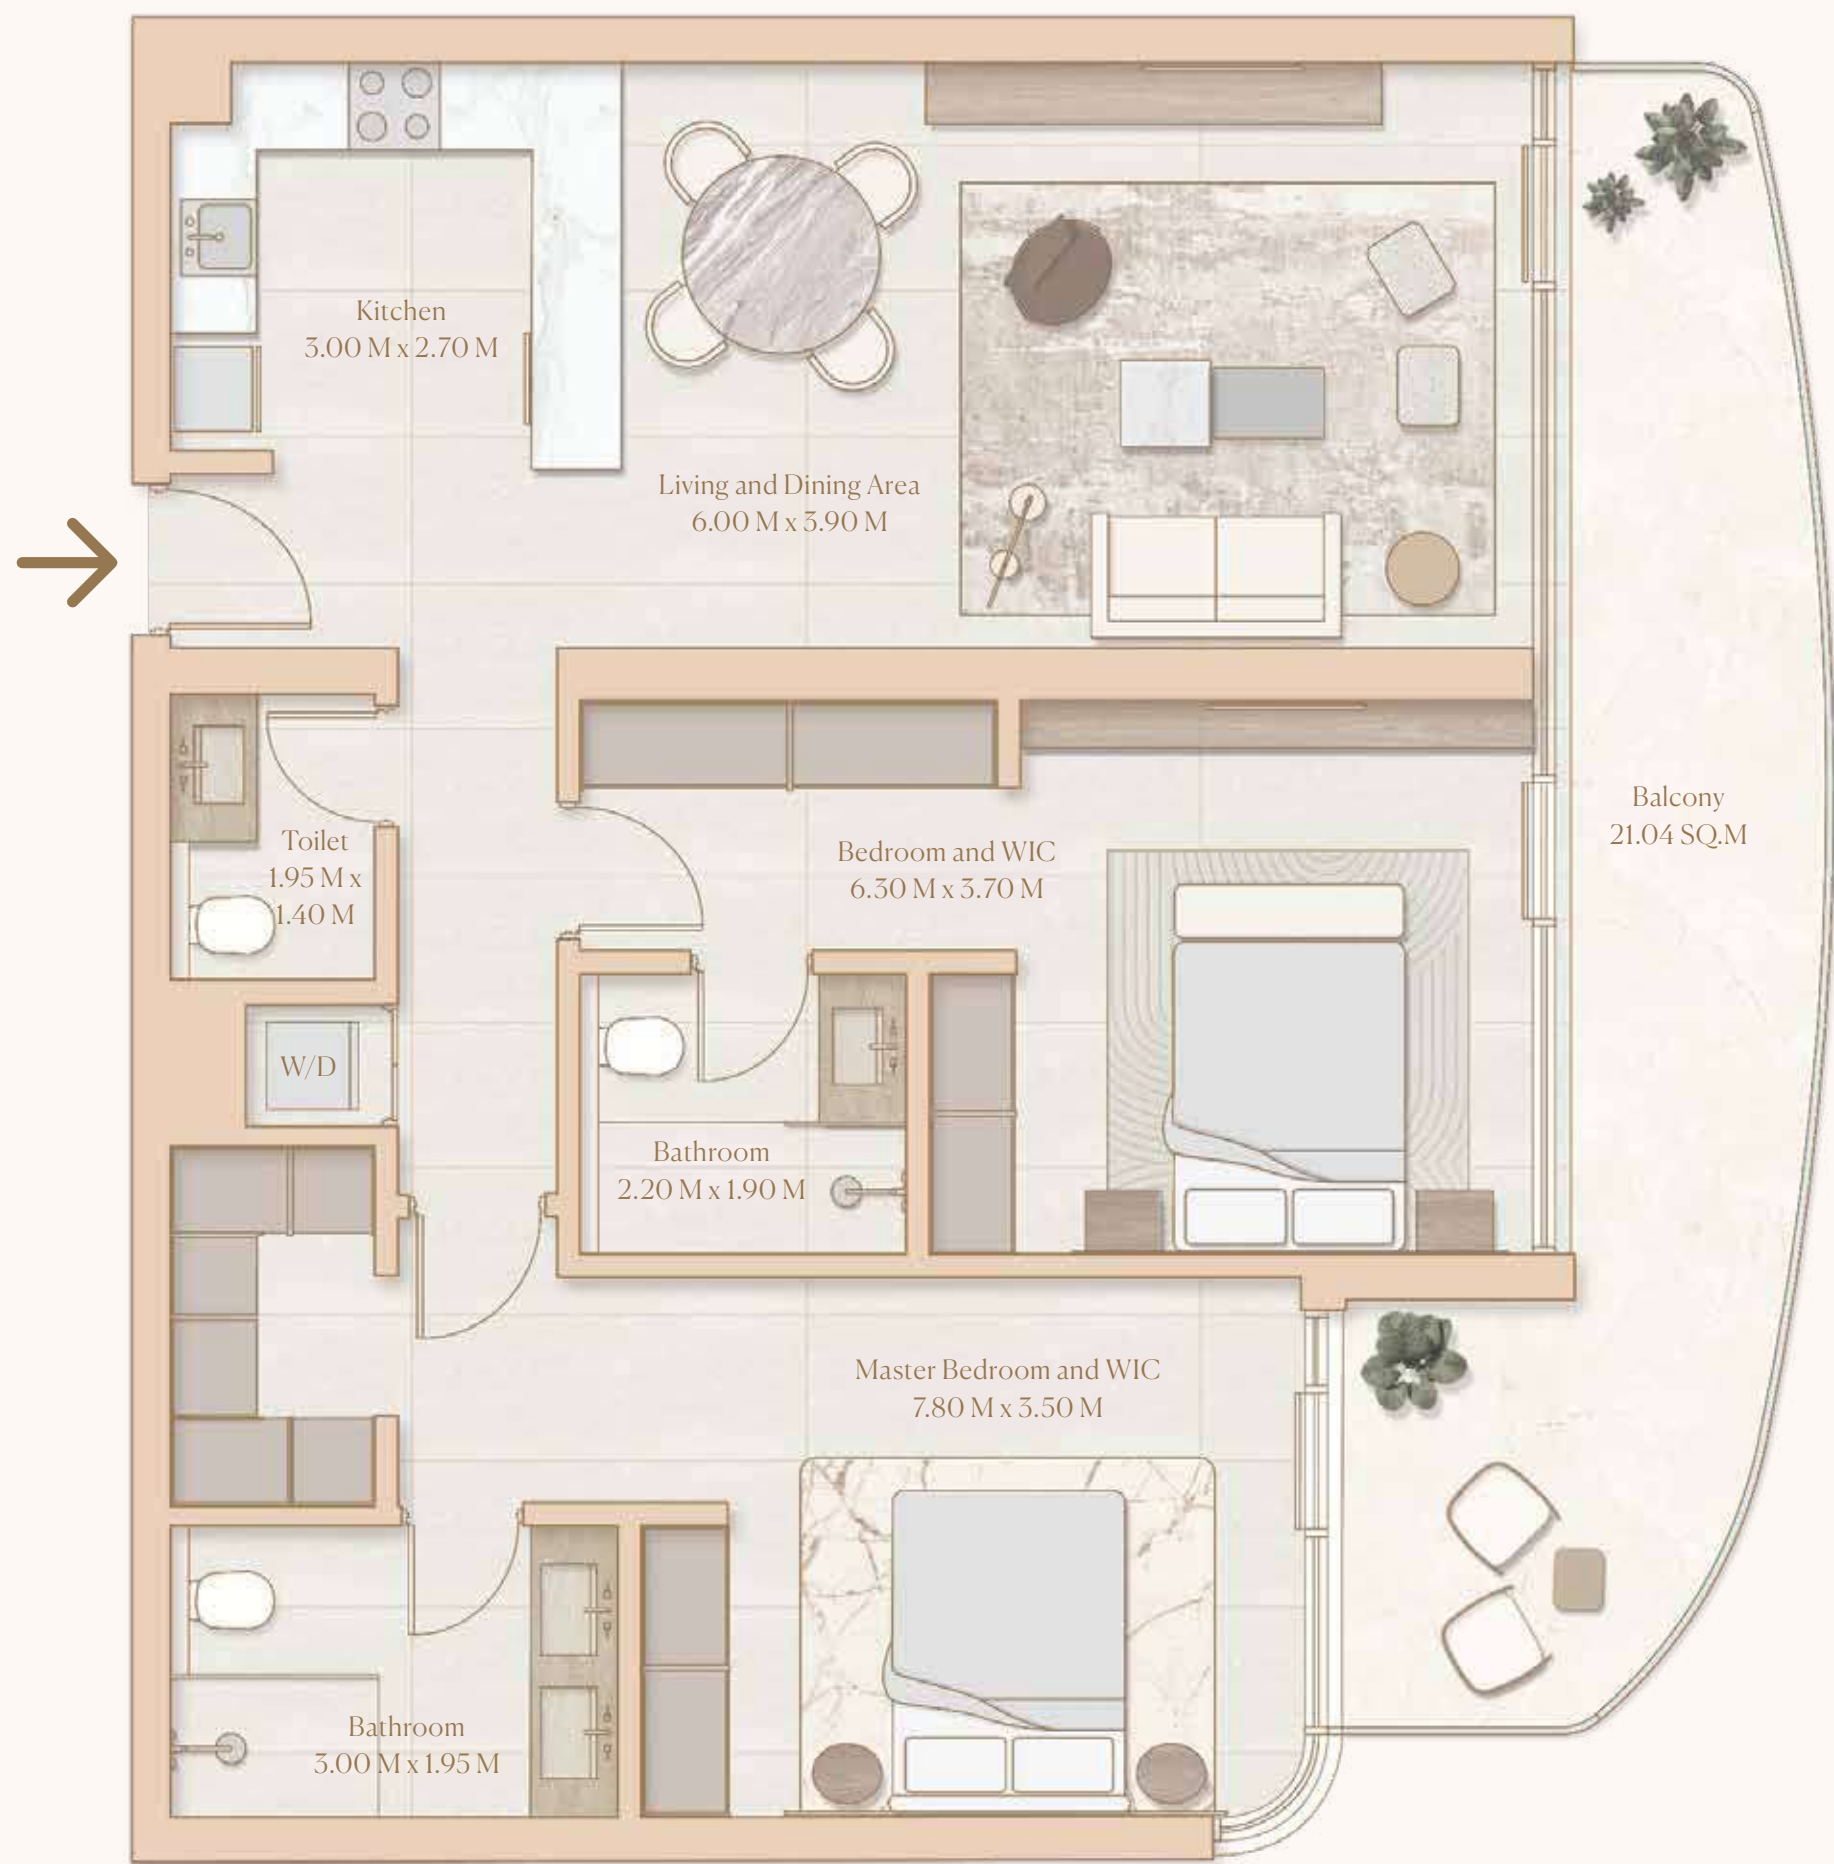 Kitchen
3.00 M x 2.70 M
Living and Dining Area
6.00 M x 3.90 M
Balcony
21.04 SQ.M
Toilet
1.95 M x
1.40 M
Bedroom and WIC
6.30 M x 3.70 M
W/D
Bathroom
2.20 M x 1.90 M
Master Bedroom and WIC
7.80 M x 3.50 M
Bathroom
3.00 M x 1.95 M